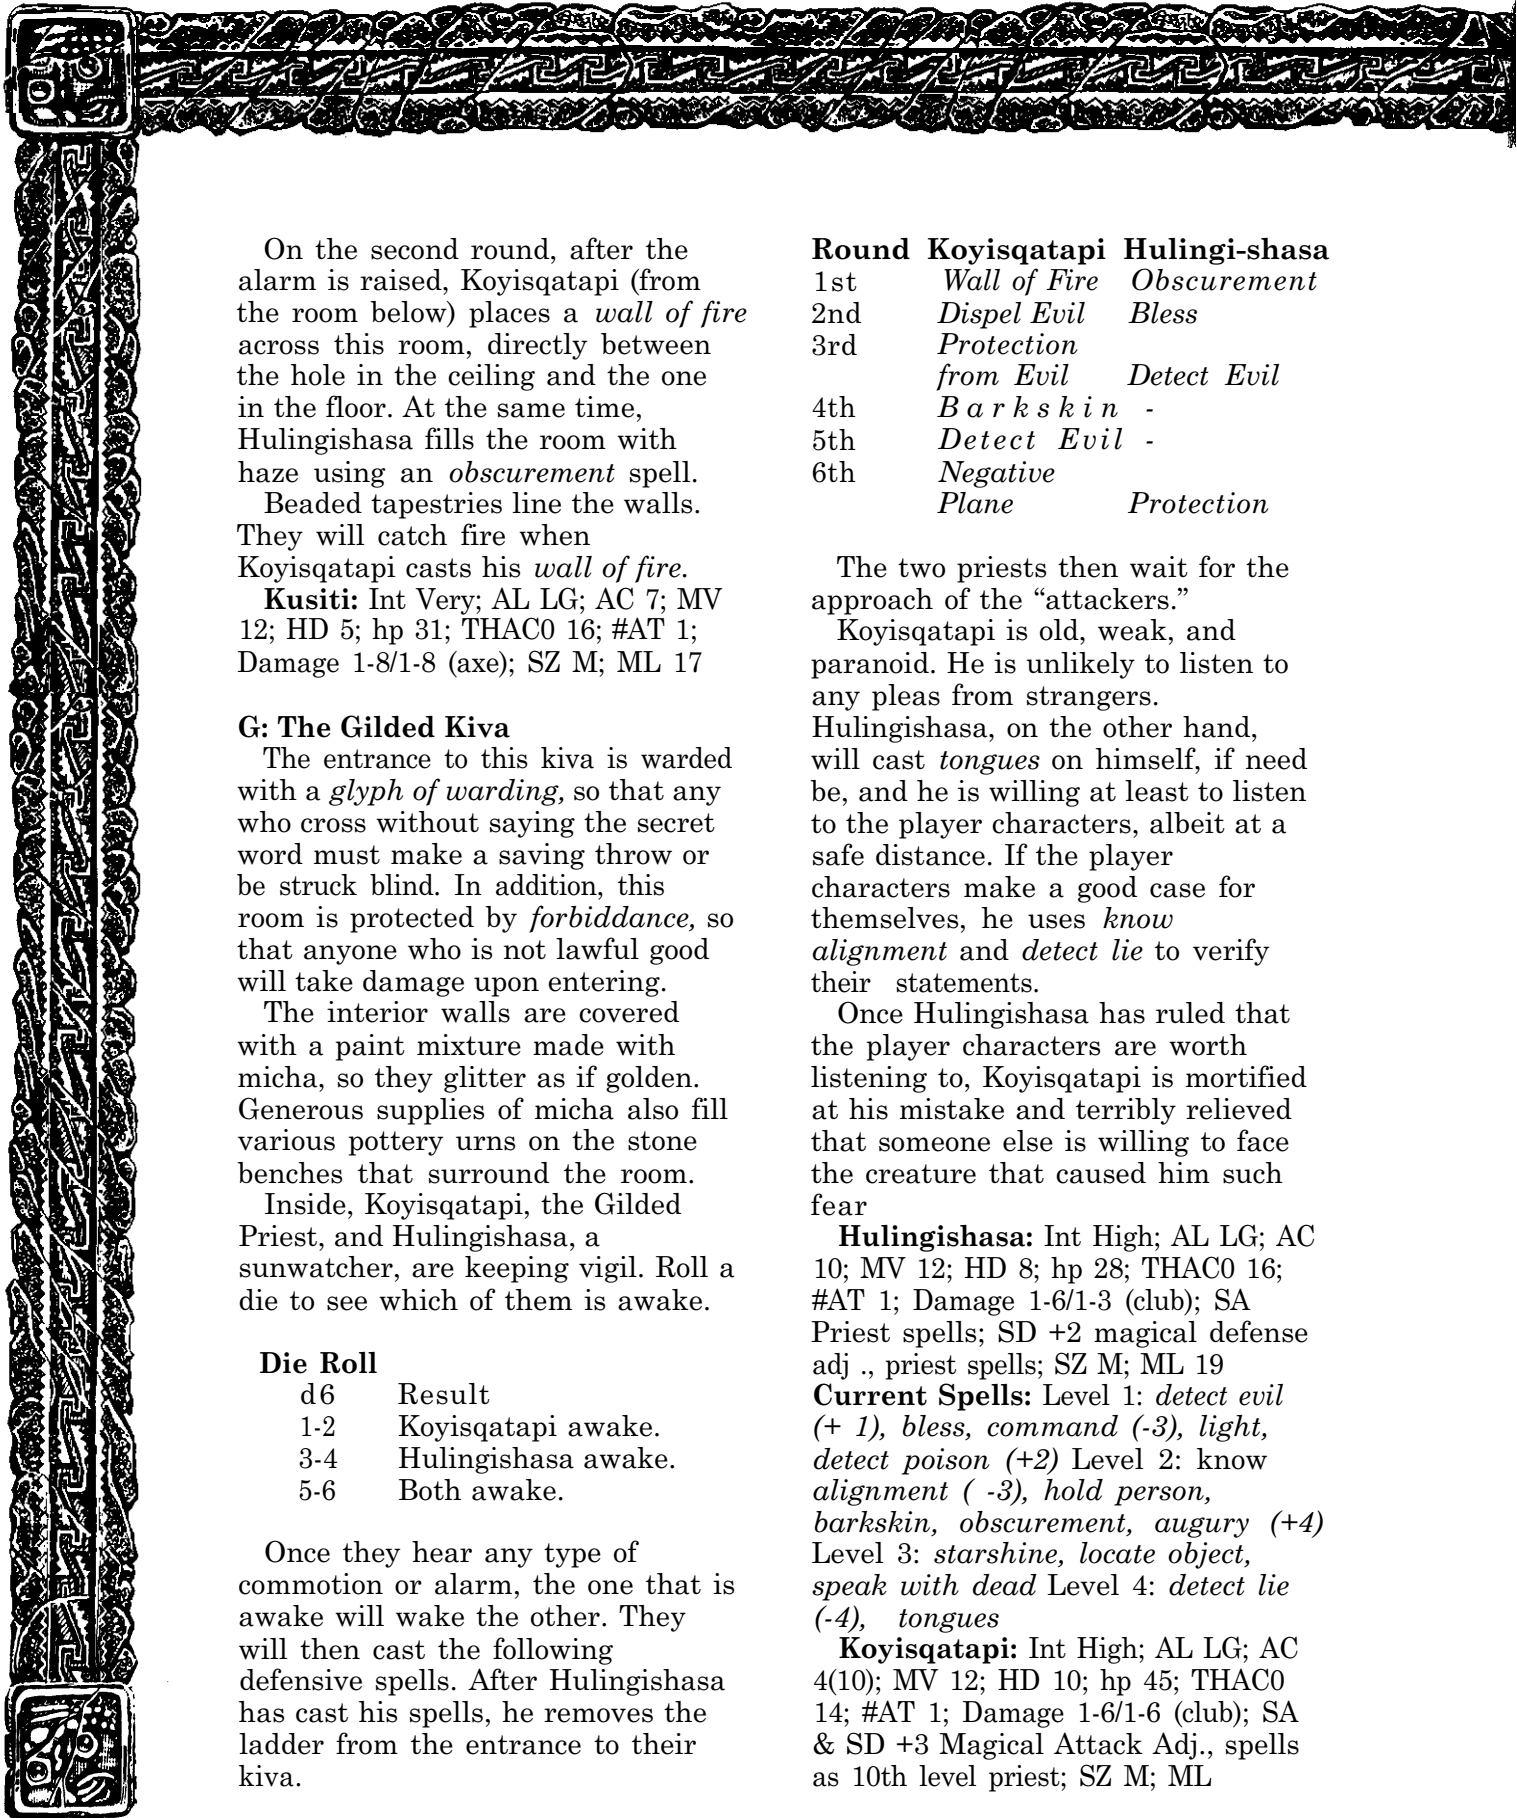 On the second round, after the
alarm is raised, Koyisqatapi (from
the room below) places a wall of fire
across this room, directly between
the hole in the ceiling and the one
in the floor. At the same time,
Hulingishasa fills the room with
haze using an obscurement spell.
Beaded tapestries line the walls.
They will catch fire when
Koyisqatapi casts his wall of fire.
Kusiti: Int Very; AL LG; AC 7; MV
12; HD 5; hp 31; THAC0 16; #AT 1;
Damage 1-8/1-8 (axe); SZ M; ML 17
G: The Gilded Kiva
The entrance to this kiva is warded
with a glyph of warding, so that any
who cross without saying the secret
word must make a saving throw or
be struck blind. In addition, this
room is protected by forbiddance, so
that anyone who is not lawful good
will take damage upon entering.
The interior walls are covered
with a paint mixture made with
micha, so they glitter as if golden.
Generous supplies of micha also fill
various pottery urns on the stone
benches that surround the room.
Inside, Koyisqatapi, the Gilded
Priest, and Hulingishasa, a
sunwatcher, are keeping vigil. Roll a
die to see which of them is awake.
Die Roll
d6 Result
1-2 Koyisqatapi awake.
3-4 Hulingishasa awake.
5-6 Both awake.
Once they hear any type of
commotion or alarm, the one that is
awake will wake the other. They
will then cast the following
defensive spells. After Hulingishasa
has cast his spells, he removes the
ladder from the entrance to their
kiva.
Round Koyisqatapi Hulingi-shasa
1st Wall of Fire Obscurement
2nd Dispel Evil Bless
3rd Protection
from Evil Detect Evil
4th Barkskin -
5th Detect Evil -
6th Negative
Plane Protection
The two priests then wait for the
approach of the “attackers.”
Koyisqatapi is old, weak, and
paranoid. He is unlikely to listen to
any pleas from strangers.
Hulingishasa, on the other hand,
will cast tongues on himself, if need
be, and he is willing at least to listen
to the player characters, albeit at a
safe distance. If the player
characters make a good case for
themselves, he uses know
alignment and detect lie to verify
their statements.
Once Hulingishasa has ruled that
the player characters are worth
listening to, Koyisqatapi is mortified
at his mistake and terribly relieved
that someone else is willing to face
the creature that caused him such
fear
Hulingishasa: Int High; AL LG; AC
10; MV 12; HD 8; hp 28; THAC0 16;
#AT 1; Damage 1-6/1-3 (club); SA
Priest spells; SD +2 magical defense
adj ., priest spells; SZ M; ML 19
Current Spells: Level 1: detect evil
(+ 1), bless, command (-3), light,
detect poison (+2) Level 2: know
alignment ( -3), hold person,
barkskin, obscurement, augury (+4)
Level 3: starshine, locate object,
speak with dead Level 4: detect lie
(-4), tongues
Koyisqatapi: Int High; AL LG; AC
4(10); MV 12; HD 10; hp 45; THAC0
14; #AT 1; Damage 1-6/1-6 (club); SA
& SD +3 Magical Attack Adj., spells
as 10th level priest; SZ M; ML